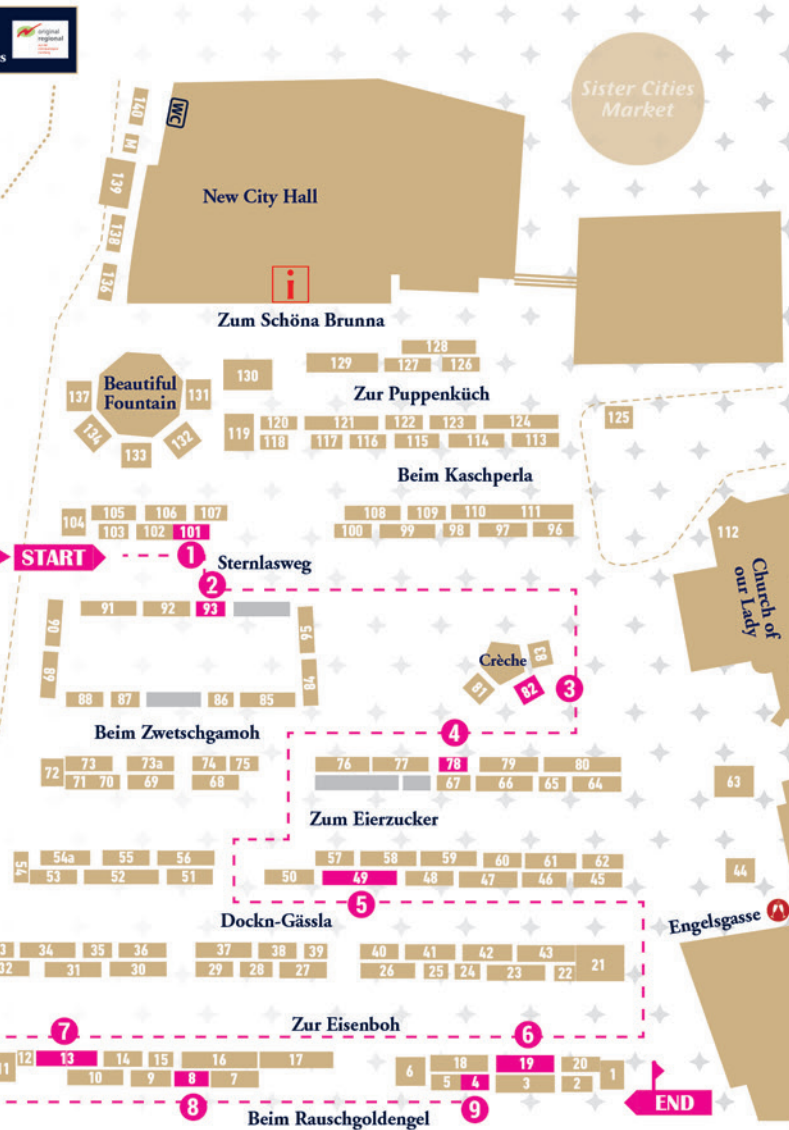 original
regional
s
Sister Cities
Market
140
WC
M
139
New City Hall
138
136
i
Zum Schöna Brunna
128
129 127 126
130
Beautiful
Fountain
Zur Puppenküch
137 131
134 132
133
119
120 121 122 123 124
118 117 116 115 114 113
125
Beim Kaschperla
105 106 107
104
103 102 101
108 109 110 111
100 99 98 97 96
112
START
1
Sternlasweg
Church of
our Lady
2
91 92 93
90 95
89 84
Crèche
83
81 82
3
88 87 86 85
4
Beim Zwetschgamoh
73 73a 74 75
72
71 70 69 68
76 77 78 79 80
67 66 65 64
63
Zum Eierzucker
54a 55 56
54
53 52 51
57 58 59 60 61 62
50 49 48 47 46 45
44
5
Dockn-Gässla
Engelsgasse
3 34 35 36
32 31 30
37 38 39
29 28 27
40 41 42 43
26 25 24 23 22 21
7
Zur Eisenboh
6
11
12 13 14 15 16 17
10 9 8 7
6
18 19 20
5 4 3 2
1
8
Beim Rauschgoldengel
9
END